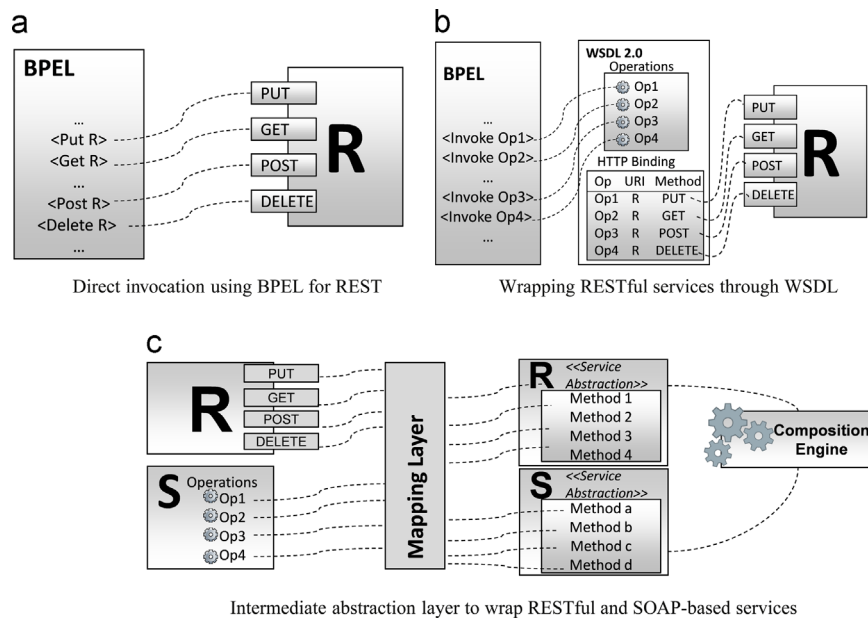 a
BPEL
...
<Put R>
<Get R>
...
<Post R>
<Delete R>
...
PUT
GET
POST
DELETE
R
Direct invocation using BPEL for REST
b
BPEL
...
<Invoke Op1>
<Invoke Op2>
...
<Invoke Op3>
<Invoke Op4>
...
WSDL 2.0
Operations
Op1
Op2
Op3
Op4
HTTP Binding
Op URI Method
Op1 R PUT
Op2 R GET
Op3 R POST
Op4 R DELETE
PUT
GET
POST
DELETE
R
Wrapping RESTful services through WSDL
c
R
PUT
GET
POST
DELETE
S
Operations
Op1
Op2
Op3
Op4
Mapping Layer
R
<<Service
Abstraction>>
Method 1
Method 2
Method 3
Method 4
S
<<Service
Abstraction>>
Method a
Method b
Method c
Method d
Composition
Engine
Intermediate abstraction layer to wrap RESTful and SOAP-based services